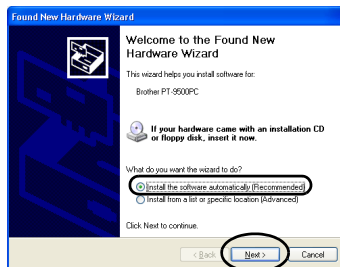 Found New Hardware Wizard
Welcome to the Found New
Hardware Wizard
This wizard helps you install software for:
Brother PT-9500PC
If your hardware came with an installation CD
or floppy disk, insert it now.
What do you want the wizard to do?
Install the software automatically (Recommended)
Install from a list or specific location (Advanced)
Click Next to continue.
< Back Next > Cancel